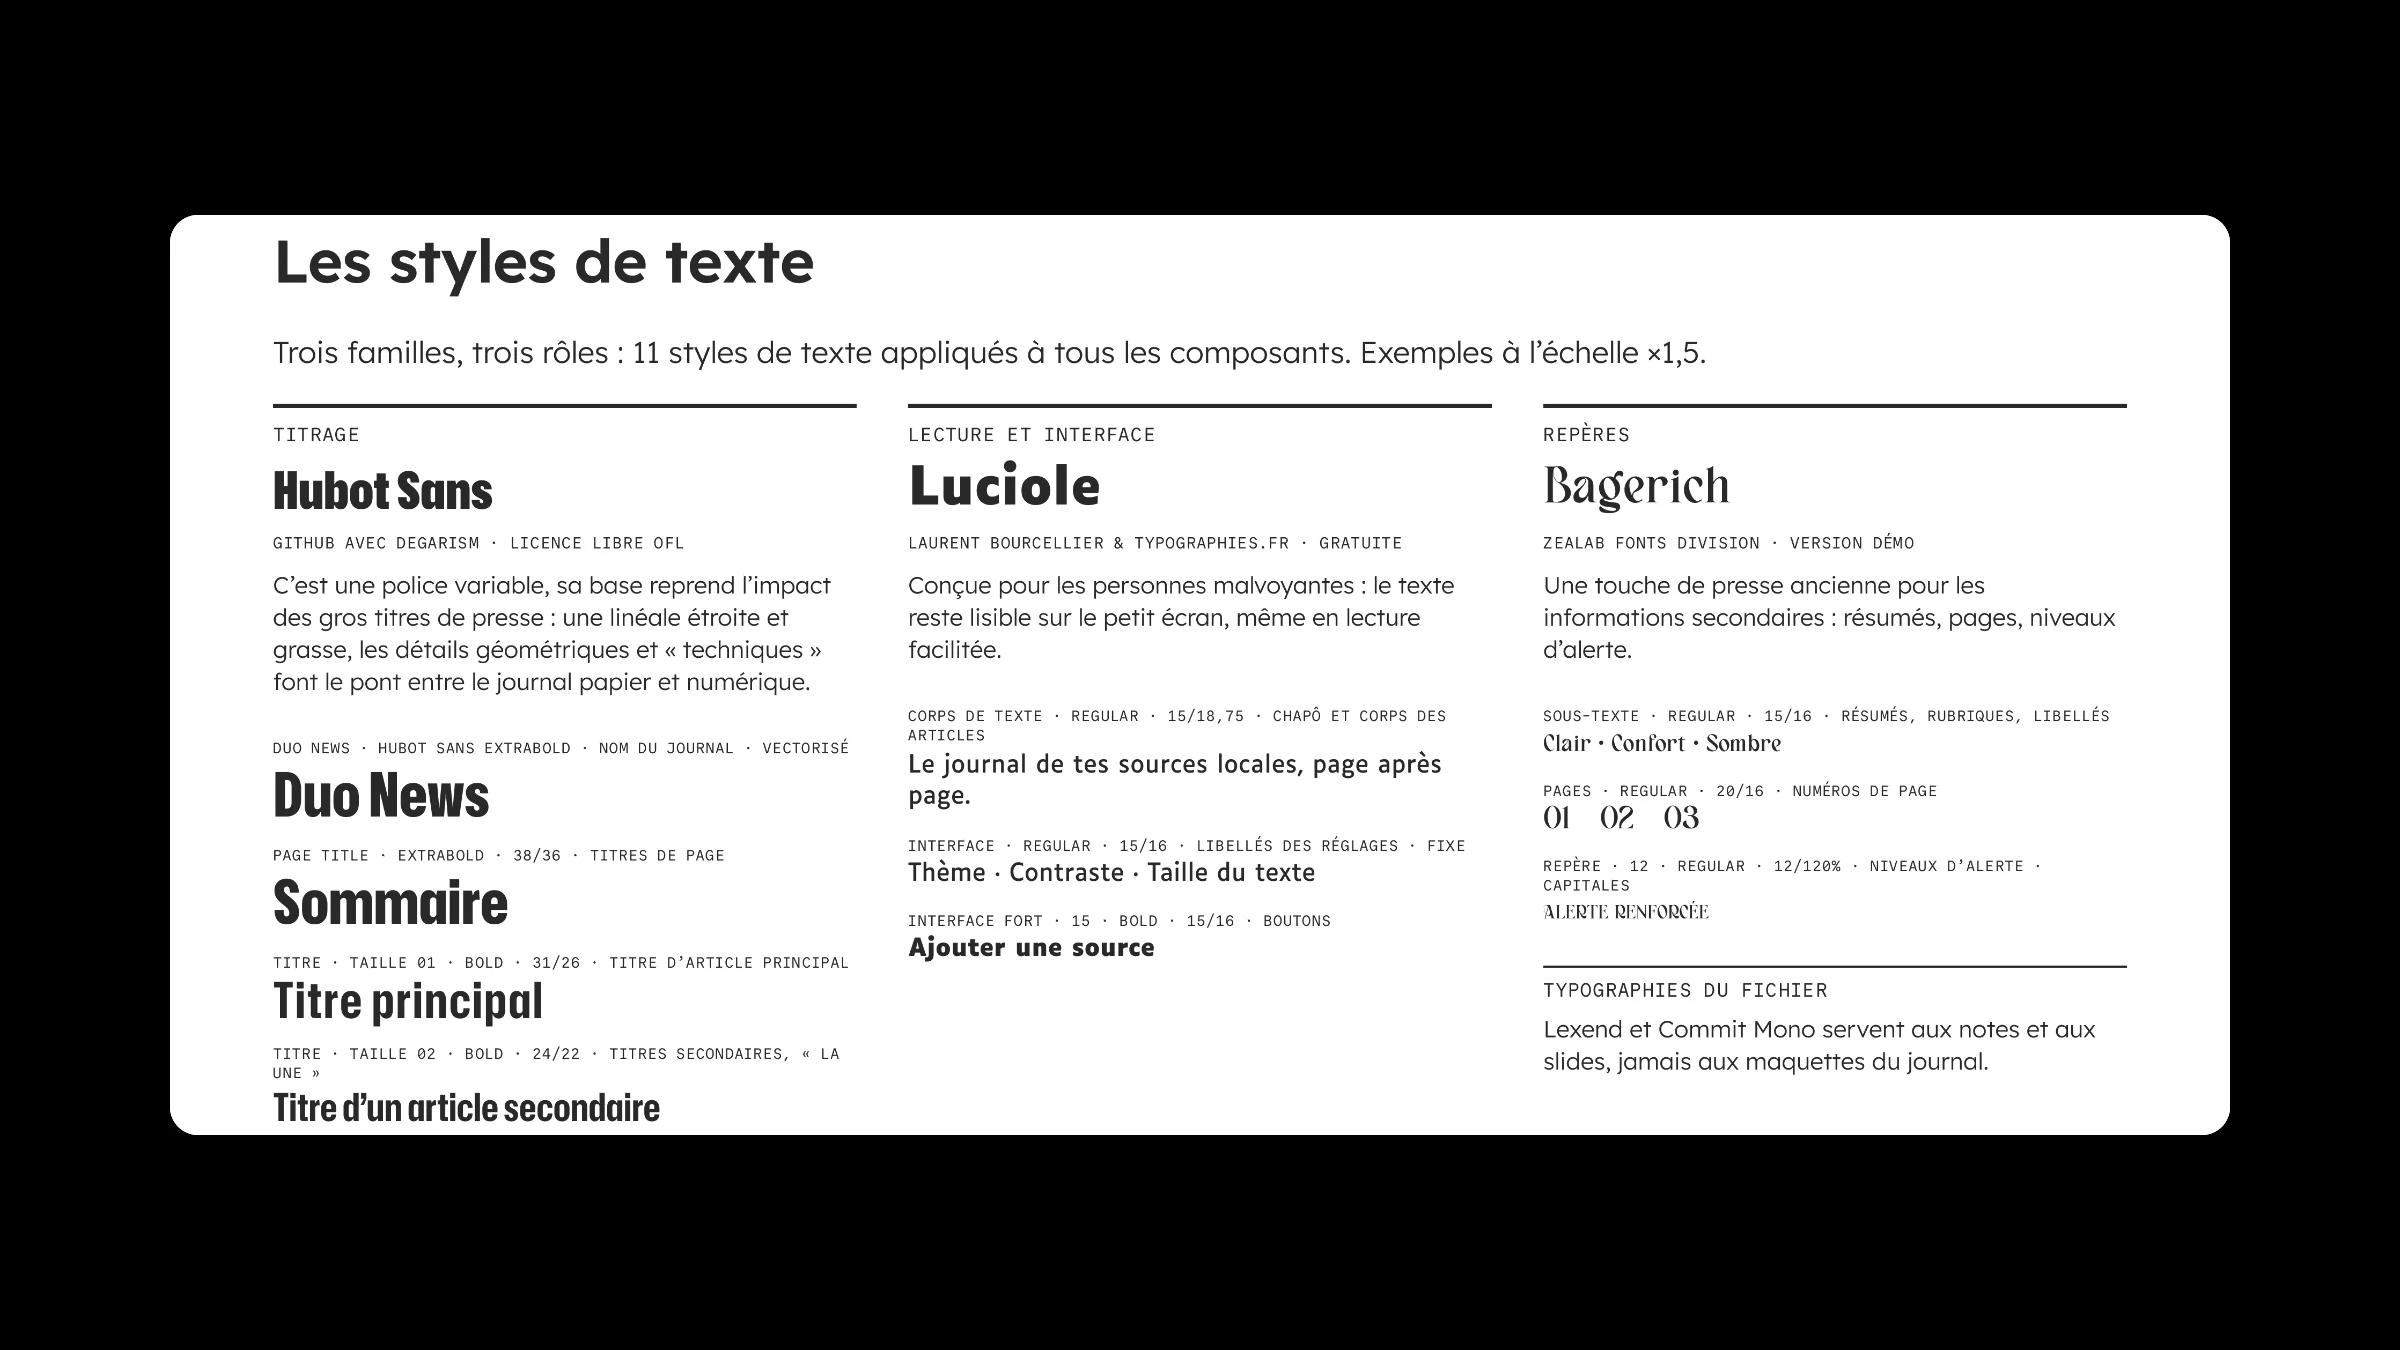 Les styles de texte
Trois familles, trois rôles : 11 styles de texte appliqués à tous les composants. Exemples à l’échelle ×1,5.
TITRAGE
Hubot Sans
GITHUB AVEC DEGARISM · LICENCE LIBRE OFL
C’est une police variable, sa base reprend l’impact
des gros titres de presse : une linéale étroite et
grasse, les détails géométriques et « techniques »
font le pont entre le journal papier et numérique.
DUO NEWS · HUBOT SANS EXTRABOLD · NOM DU JOURNAL · VECTORISÉ
Duo News
PAGE TITLE · EXTRABOLD · 38/36 · TITRES DE PAGE
Sommaire
TITRE · TAILLE 01 · BOLD · 31/26 · TITRE D’ARTICLE PRINCIPAL
Titre principal
TITRE · TAILLE 02 · BOLD · 24/22 · TITRES SECONDAIRES, « LA
UNE »
Titre d’un article secondaire
LECTURE ET INTERFACE
Luciole
LAURENT BOURCELLIER & TYPOGRAPHIES.FR · GRATUITE
Conçue pour les personnes malvoyantes : le texte
reste lisible sur le petit écran, même en lecture
facilitée.
CORPS DE TEXTE · REGULAR · 15/18,75 · CHAPÔ ET CORPS DES
ARTICLES
Le journal de tes sources locales, page après
page.
INTERFACE · REGULAR · 15/16 · LIBELLÉS DES RÉGLAGES · FIXE
Thème · Contraste · Taille du texte
INTERFACE FORT · 15 · BOLD · 15/16 · BOUTONS
Ajouter une source
REPÈRES
Bagerich
ZEALAB FONTS DIVISION · VERSION DÉMO
Une touche de presse ancienne pour les
informations secondaires : résumés, pages, niveaux
d’alerte.
SOUS-TEXTE · REGULAR · 15/16 · RÉSUMÉS, RUBRIQUES, LIBELLÉS
Clair • Confort • Sombre
PAGES · REGULAR · 20/16 · NUMÉROS DE PAGE
01 02 03
REPÈRE · 12 · REGULAR · 12/120% · NIVEAUX D’ALERTE ·
CAPITALES
ALERTE RENFORCÉE
TYPOGRAPHIES DU FICHIER
Lexend et Commit Mono servent aux notes et aux
slides, jamais aux maquettes du journal.